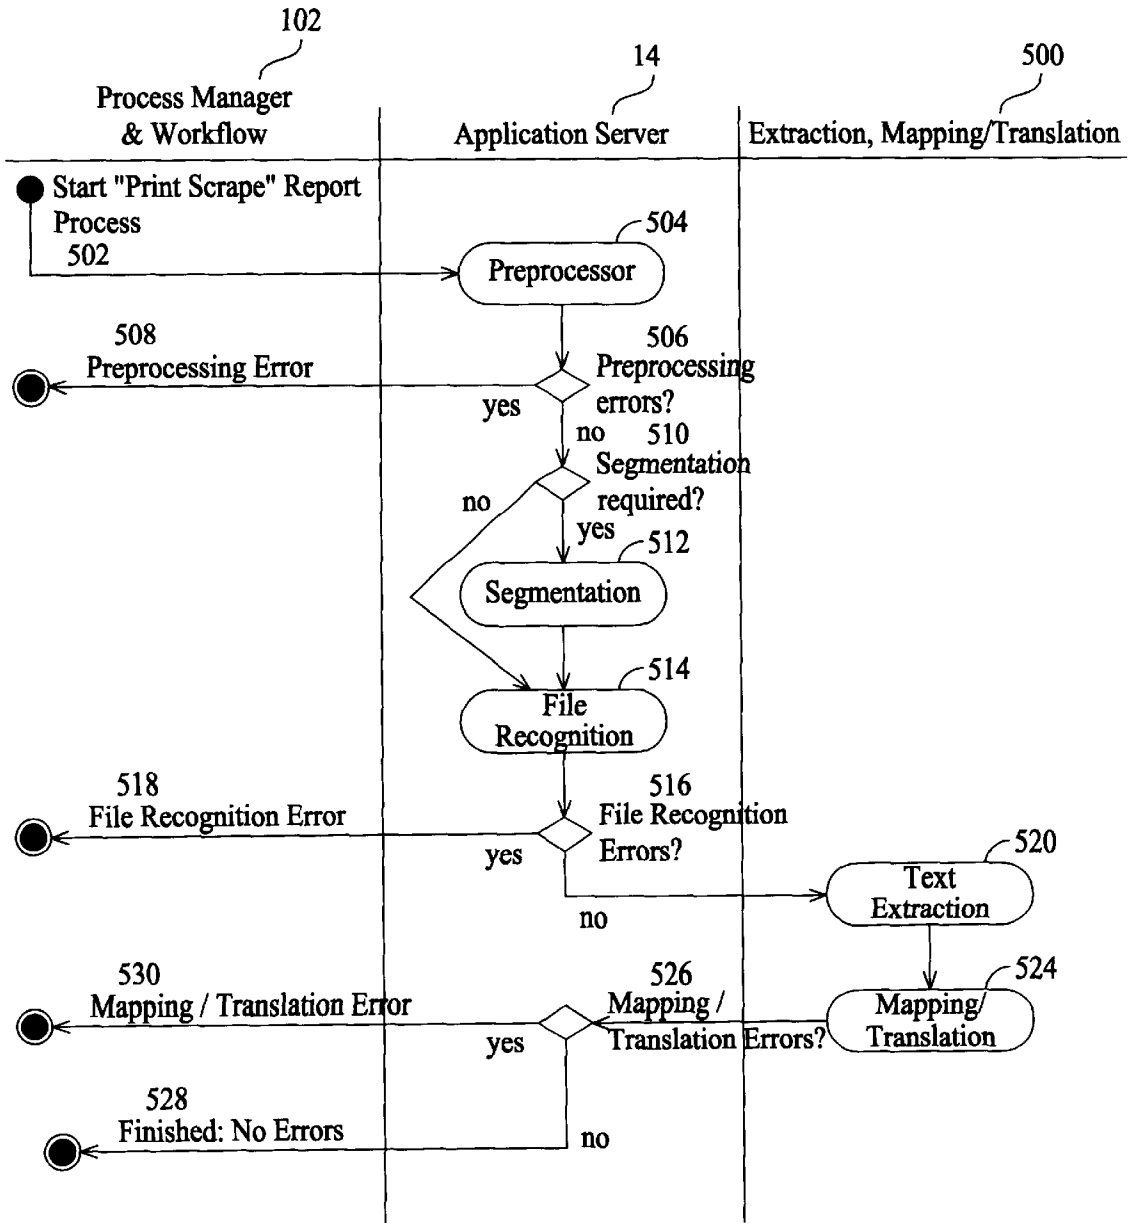 102
14
500
Process Manager
& Workflow
Application Server
Extraction, Mapping/Translation
Start "Print Scrape" Report
Process
502
504
Preprocessor
508
Preprocessing Error
506
Preprocessing
errors?
yes
no
510
Segmentation
required?
no
yes
512
Segmentation
514
File
Recognition
518
File Recognition Error
516
File Recognition
Errors?
yes
no
520
Text
Extraction
524
Mapping/
Translation
530
Mapping / Translation Error
526
Mapping /
Translation Errors?
yes
528
Finished: No Errors
no